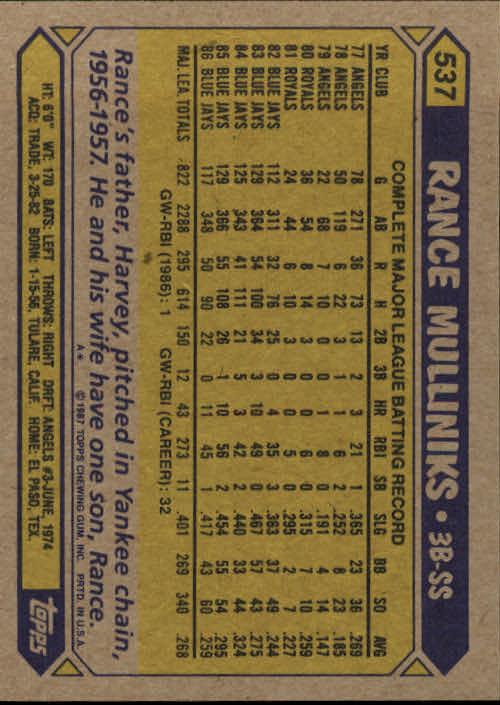 537
RANCE MULLINIKS • 3B-SS
COMPLETE MAJOR LEAGUE BATTING RECORD
YR CLUB G AB R H 2B 3B HR RBI SB SLG BB SO AVG
77 ANGELS 78 271 36 73 13 2 3 21 1 .365 23 36 .269
78 ANGELS 50 119 6 22 3 1 1 6 2 .252 8 23 .185
79 ANGELS 22 68 7 10 0 0 1 8 0 .191 4 14 .147
80 ROYALS 36 54 8 14 3 0 0 6 0 .315 7 10 .259
81 ROYALS 24 44 6 10 3 0 0 5 0 .295 2 7 .227
82 BLUE JAYS 112 311 32 76 25 0 4 35 3 .363 37 49 .244
83 BLUE JAYS 129 364 54 100 34 3 10 49 0 .467 57 43 .275
84 BLUE JAYS 125 343 41 111 21 5 3 42 2 .440 33 44 .324
85 BLUE JAYS 129 366 55 108 26 1 10 56 2 .454 55 54 .295
86 BLUE JAYS 117 348 50 90 22 0 11 45 1 .417 43 60 .259
MAJ. LEA. TOTALS 822 2288 295 614 150 12 43 273 11 .401 269 340 .268
GW-RBI (1986): 1 GW-RBI (CAREER): 32
Rance's father, Harvey, pitched in Yankee chain,
1956-1957. He and his wife have one son, Rance.
A* ©1987 TOPPS CHEWING GUM, INC. PRTD. IN U.S.A.
HT: 6'0" WT: 170 BATS: LEFT THROWS: RIGHT DRFT: ANGELS #3-JUNE, 1974
ACQ: TRADE, 3-25-82 BORN: 1-15-56, TULARE, CALIF. HOME: EL PASO, TEX.
topps